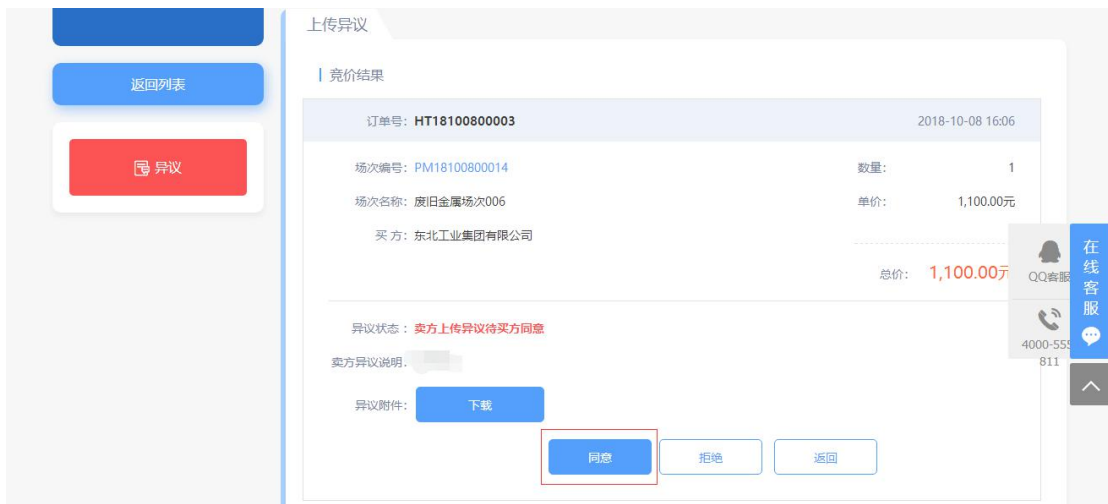 上传异议
返回列表
竞价结果
订单号: HT18100800003 2018-10-08 16:06
异议
场次编号: PM18100800014 数量: 1
场次名称: 废旧金属场次006 单价: 1,100.00元
买 方: 东北工业集团有限公司
总价: 1,100.00元
在线客服
QQ客服
4000-555
811
异议状态 : 卖方上传异议待买方同意
卖方异议说明:
异议附件: 下载
同意 拒绝 返回